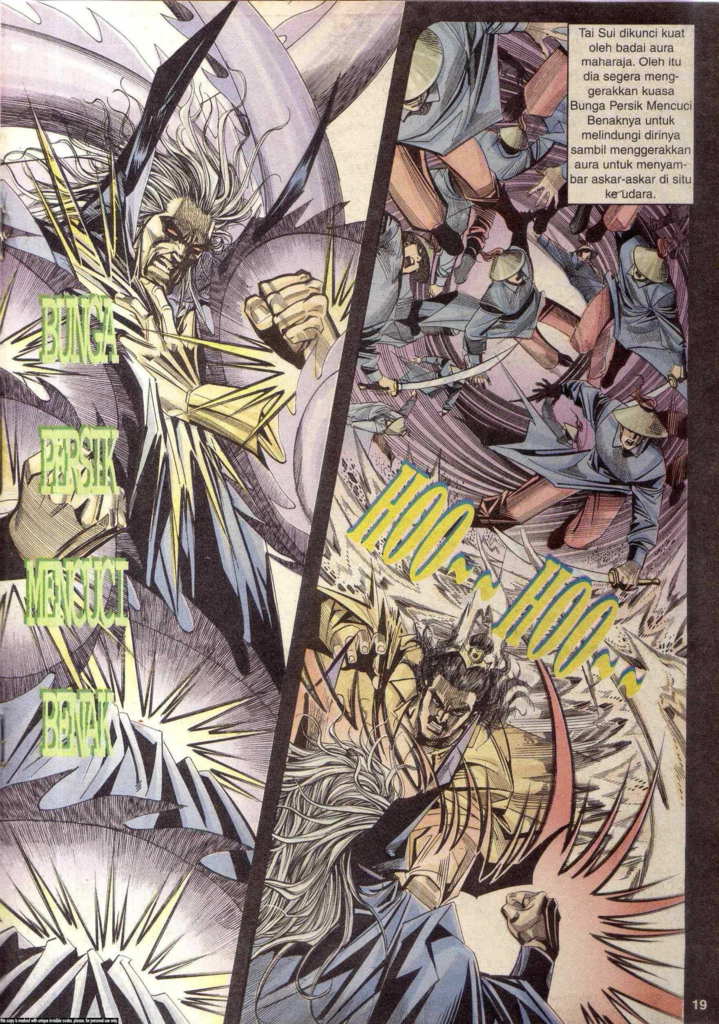 BUNGA
PERSIK
MENCUCI
BENAK
Tai Sui dikunci kuat
oleh badai aura
maharaja. Oleh itu
dia segera meng-
gerakkan kuasa
Bunga Persik Mencuci
Benaknya untuk
melindungi dirinya
sambil menggerakkan
aura untuk menyam-
bar askar-askar di situ
ke udara.
HOO~~
HOO~~
19